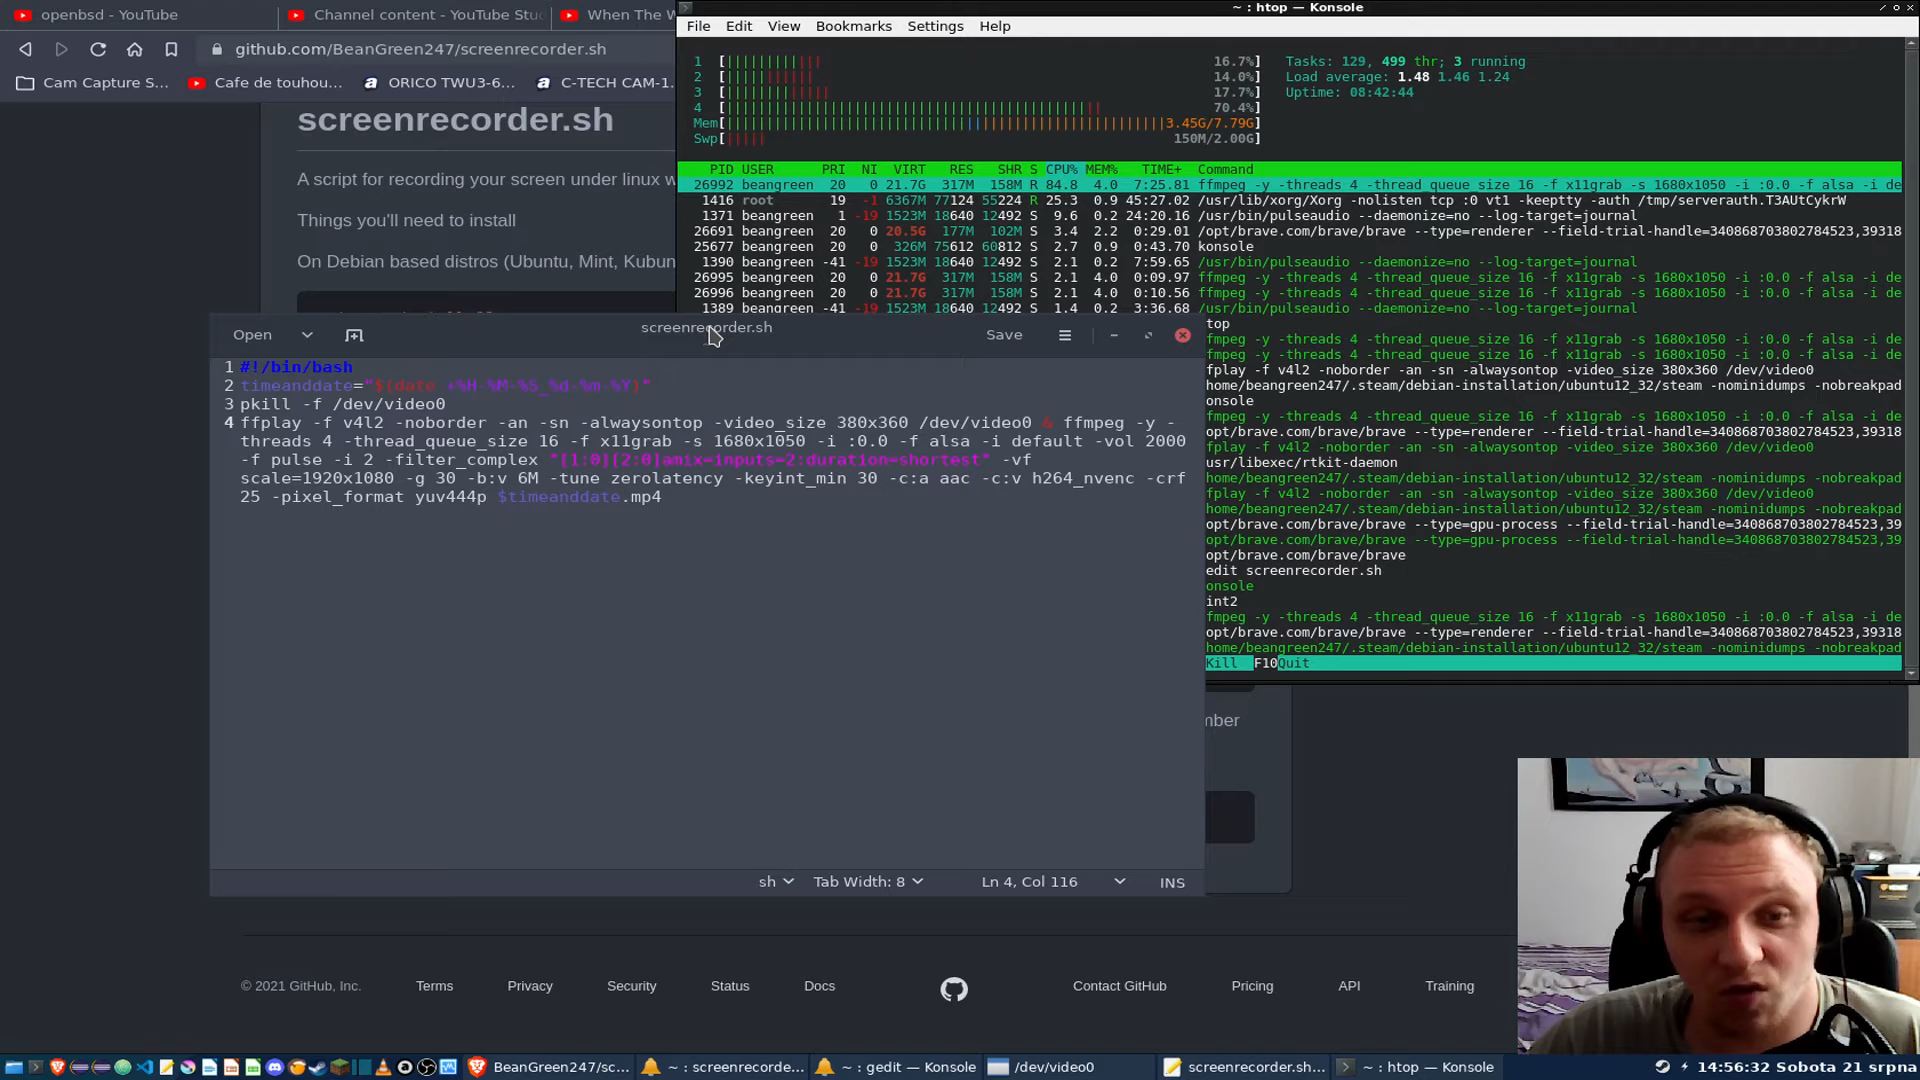 openbsd - YouTube
Channel content - YouTube Stu
When The W
github.com/BeanGreen247/screenrecorder.sh
Cam Capture S...
Cafe de touhou...
ORICO TWU3-6...
C-TECH CAM-1.
screenrecorder.sh
A script for recording your screen under linux w
Things you'll need to install
On Debian based distros (Ubuntu, Mint, Kubun
~ : htop — Konsole
File Edit View Bookmarks Settings Help
1 [ 16.7%] Tasks: 129, 499 thr; 3 running
2 [ 14.0%] Load average: 1.48 1.46 1.24
3 [ 17.7%] Uptime: 08:42:44
4 [ 70.4%]
Mem[ 3.45G/7.79G]
Swp[ 150M/2.00G]
PID USER PRI NI VIRT RES SHR S CPU% MEM% TIME+ Command
26992 beangreen 20 0 21.7G 317M 158M R 84.8 4.0 7:25.81 ffmpeg -y -threads 4 -thread_queue_size 16 -f x11grab -s 1680x1050 -i :0.0 -f alsa -i de
1416 root 19 -1 6367M 77124 55224 R 25.3 0.9 45:27.02 /usr/lib/xorg/Xorg -nolisten tcp :0 vt1 -keeptty -auth /tmp/serverauth.T3AUtCykrW
1371 beangreen 1 -19 1523M 18640 12492 S 9.6 0.2 24:20.16 /usr/bin/pulseaudio --daemonize=no --log-target=journal
26691 beangreen 20 0 20.5G 177M 102M S 3.4 2.2 0:29.01 /opt/brave.com/brave/brave --type=renderer --field-trial-handle=340868703802784523,39318
25677 beangreen 20 0 326M 75612 60812 S 2.7 0.9 0:43.70 konsole
1390 beangreen -41 -19 1523M 18640 12492 S 2.1 0.2 7:59.65 /usr/bin/pulseaudio --daemonize=no --log-target=journal
26995 beangreen 20 0 21.7G 317M 158M S 2.1 4.0 0:09.97 ffmpeg -y -threads 4 -thread_queue_size 16 -f x11grab -s 1680x1050 -i :0.0 -f alsa -i de
26996 beangreen 20 0 21.7G 317M 158M S 2.1 4.0 0:10.56 ffmpeg -y -threads 4 -thread_queue_size 16 -f x11grab -s 1680x1050 -i :0.0 -f alsa -i de
1389 beangreen -41 -19 1523M 18640 12492 S 1.4 0.2 3:36.68 /usr/bin/pulseaudio --daemonize=no --log-target=journal
top
fmpeg -y -threads 4 -thread_queue_size 16 -f x11grab -s 1680x1050 -i :0.0 -f alsa -i de
fmpeg -y -threads 4 -thread_queue_size 16 -f x11grab -s 1680x1050 -i :0.0 -f alsa -i de
fplay -f v4l2 -noborder -an -sn -alwaysontop -video_size 380x360 /dev/video0
home/beangreen247/.steam/debian-installation/ubuntu12_32/steam -nominidumps -nobreakpad
onsole
fmpeg -y -threads 4 -thread_queue_size 16 -f x11grab -s 1680x1050 -i :0.0 -f alsa -i de
opt/brave.com/brave/brave --type=renderer --field-trial-handle=340868703802784523,39318
fplay -f v4l2 -noborder -an -sn -alwaysontop -video_size 380x360 /dev/video0
usr/libexec/rtkit-daemon
home/beangreen247/.steam/debian-installation/ubuntu12_32/steam -nominidumps -nobreakpad
fplay -f v4l2 -noborder -an -sn -alwaysontop -video_size 380x360 /dev/video0
home/beangreen247/.steam/debian-installation/ubuntu12_32/steam -nominidumps -nobreakpad
opt/brave.com/brave/brave --type=gpu-process --field-trial-handle=340868703802784523,39
opt/brave.com/brave/brave --type=gpu-process --field-trial-handle=340868703802784523,39
opt/brave.com/brave/brave
edit screenrecorder.sh
onsole
int2
fmpeg -y -threads 4 -thread_queue_size 16 -f x11grab -s 1680x1050 -i :0.0 -f alsa -i de
opt/brave.com/brave/brave --type=renderer --field-trial-handle=340868703802784523,39318
home/beangreen247/.steam/debian-installation/ubuntu12_32/steam -nominidumps -nobreakpad
Kill F10Quit
Open screenrecorder.sh Save
1 #!/bin/bash
2 timeanddate="$(date +%H-%M-%S_%d-%m-%Y)"
3 pkill -f /dev/video0
4 ffplay -f v4l2 -noborder -an -sn -alwaysontop -video_size 380x360 /dev/video0 & ffmpeg -y -
threads 4 -thread_queue_size 16 -f x11grab -s 1680x1050 -i :0.0 -f alsa -i default -vol 2000
-f pulse -i 2 -filter_complex "[1:0][2:0]amix=inputs=2:duration=shortest" -vf
scale=1920x1080 -g 30 -b:v 6M -tune zerolatency -keyint_min 30 -c:a aac -c:v h264_nvenc -crf
25 -pixel_format yuv444p $timeanddate.mp4
sh Tab Width: 8 Ln 4, Col 116 INS
mber
© 2021 GitHub, Inc. Terms Privacy Security Status Docs Contact GitHub Pricing API Training
BeanGreen247/sc...
~ : screenrecorde...
~ : gedit — Konsole
/dev/video0
screenrecorder.sh...
~ : htop — Konsole
14:56:32 Sobota 21 srpna